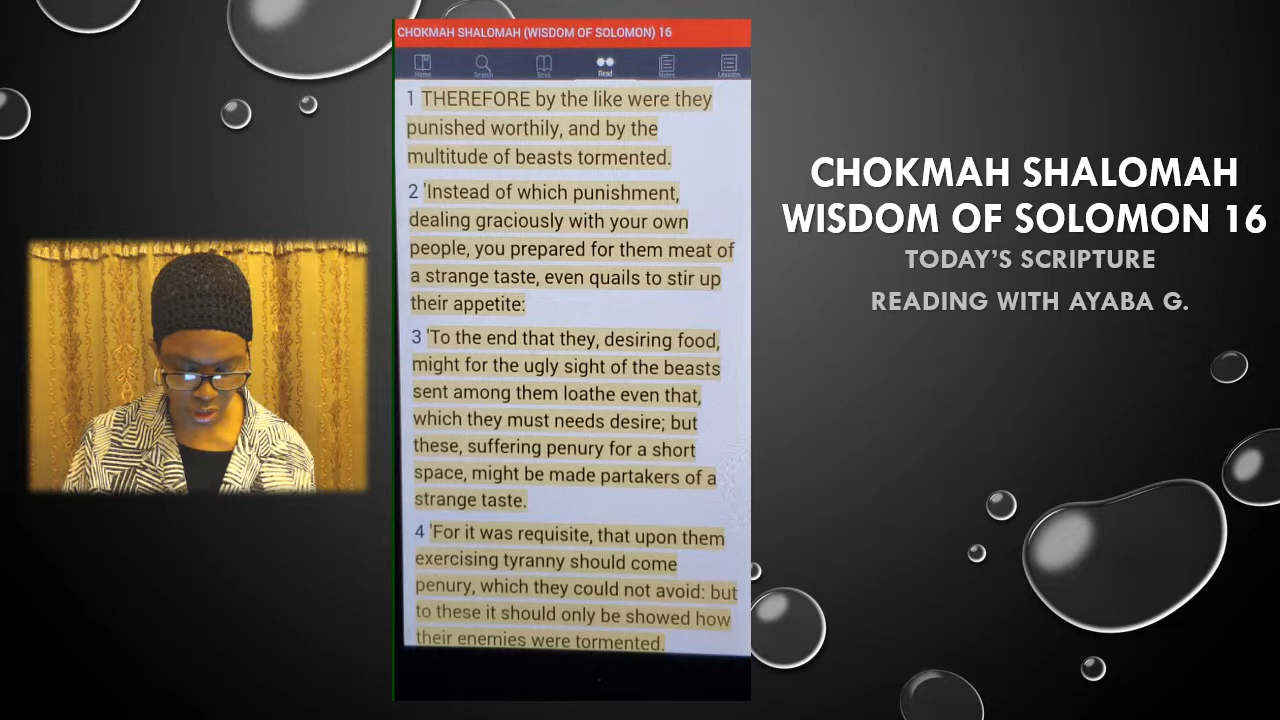 CHOKMAH SHALOMAH (WISDOM OF SOLOMON) 16
Home Search Book Read Notes Lessons
1 THEREFORE by the like were they
punished worthily, and by the
multitude of beasts tormented.
2 'Instead of which punishment,
dealing graciously with your own
people, you prepared for them meat of
a strange taste, even quails to stir up
their appetite:
3 'To the end that they, desiring food,
might for the ugly sight of the beasts
sent among them loathe even that,
which they must needs desire; but
these, suffering penury for a short
space, might be made partakers of a
strange taste.
4 'For it was requisite, that upon them
exercising tyranny should come
penury, which they could not avoid: but
to these it should only be showed how
their enemies were tormented.
CHOKMAH SHALOMAH
WISDOM OF SOLOMON 16
TODAY'S SCRIPTURE
READING WITH AYABA G.